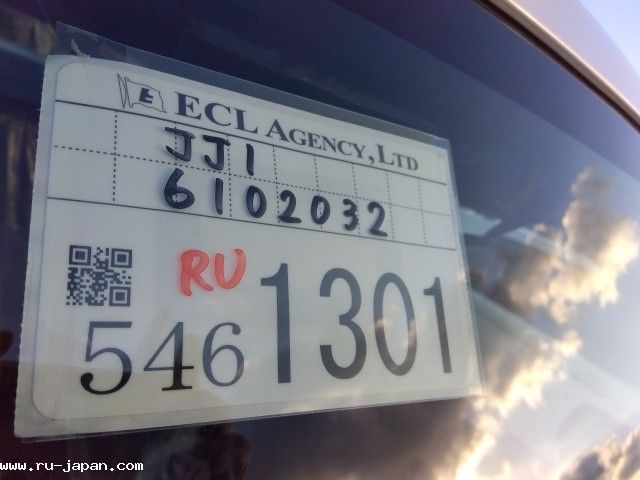 E ECL AGENCY, LTD
JJ1
6102032
RU
5461301
www.ru-japan.com